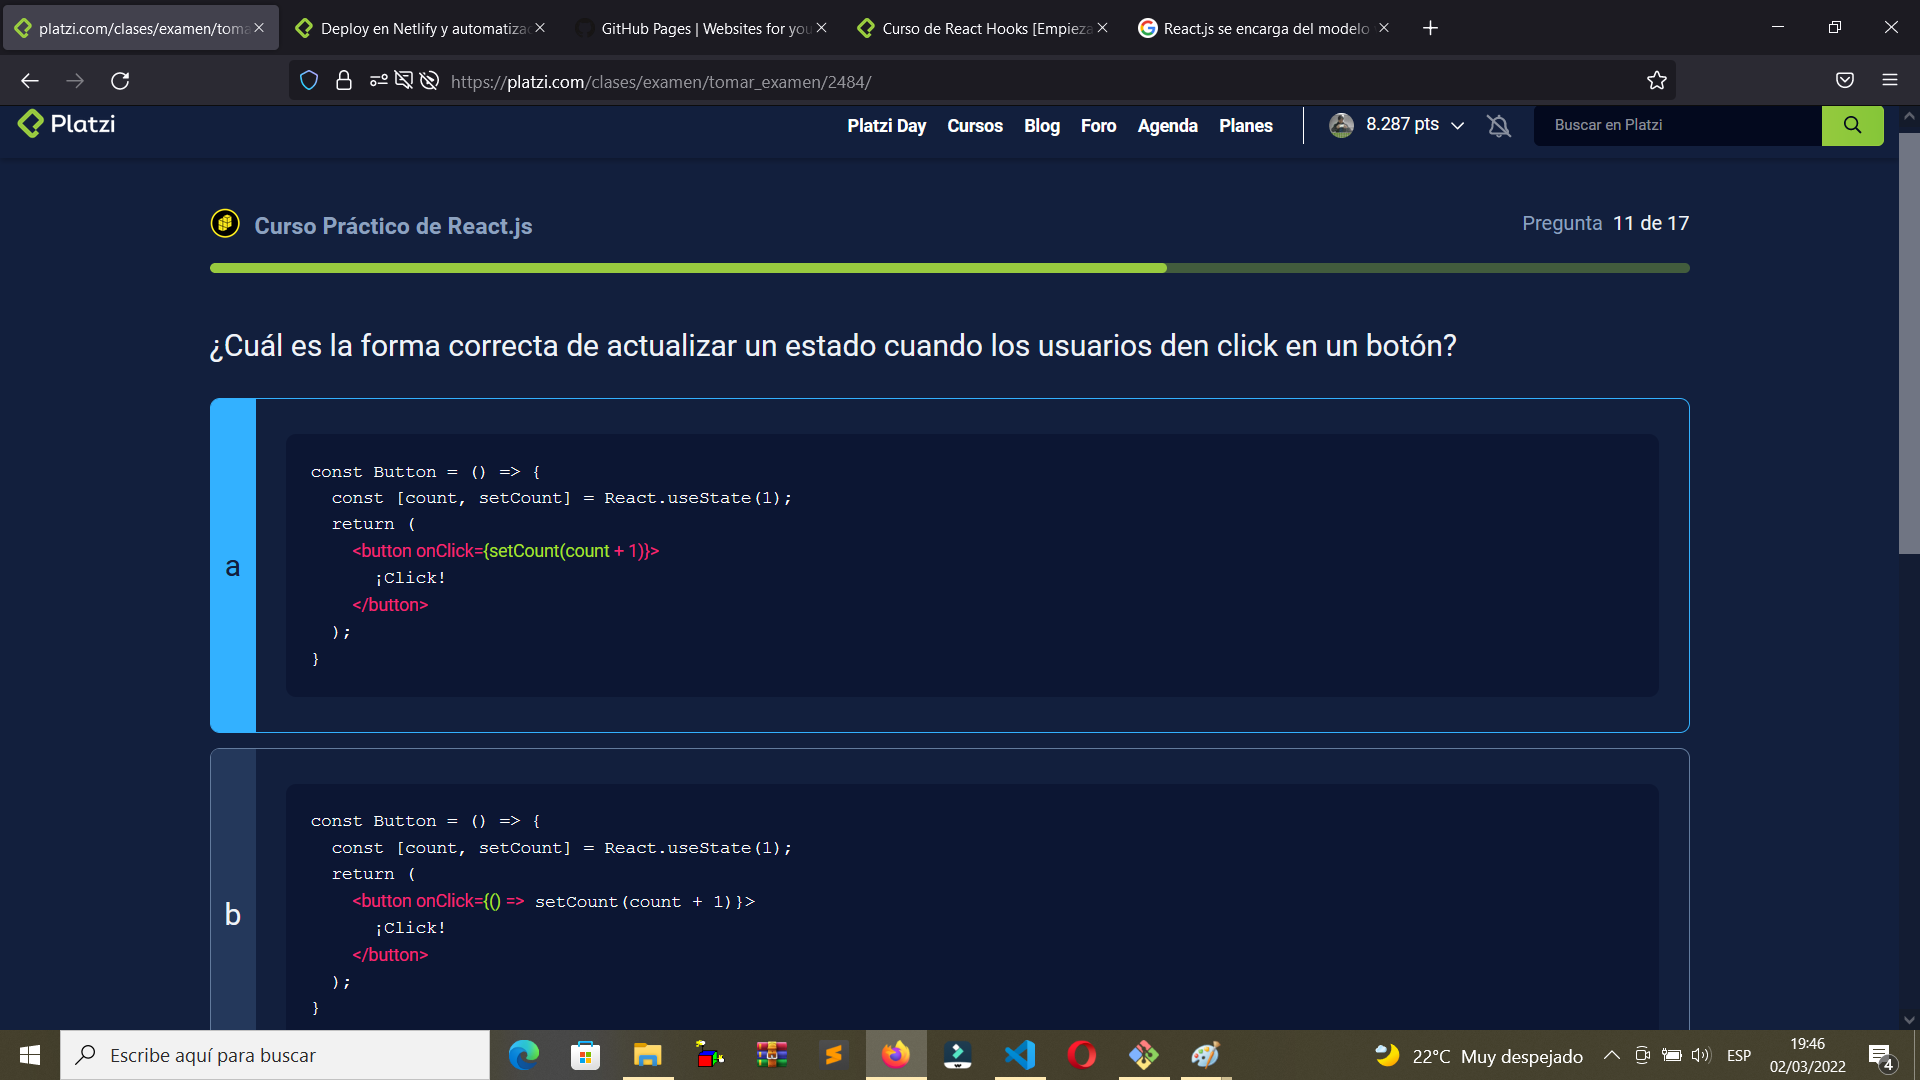 platzi.com/clases/examen/toma
Deploy en Netlify y automatizac
GitHub Pages | Websites for you
Curso de React Hooks [Empieza
React.js se encarga del modelo
https://platzi.com/clases/examen/tomar_examen/2484/
Platzi
Platzi Day
Cursos
Blog
Foro
Agenda
Planes
8.287 pts
Buscar en Platzi
Curso Práctico de React.js
Pregunta 11 de 17
¿Cuál es la forma correcta de actualizar un estado cuando los usuarios den click en un botón?
a
const Button = () => {
const [count, setCount] = React.useState(1);
return (
<button onClick={setCount(count + 1)}>
¡Click!
</button>
);
}
b
const Button = () => {
const [count, setCount] = React.useState(1);
return (
<button onClick={() => setCount(count + 1)}>
¡Click!
</button>
);
}
Escribe aquí para buscar
22°C Muy despejado
ESP
19:46
02/03/2022
4